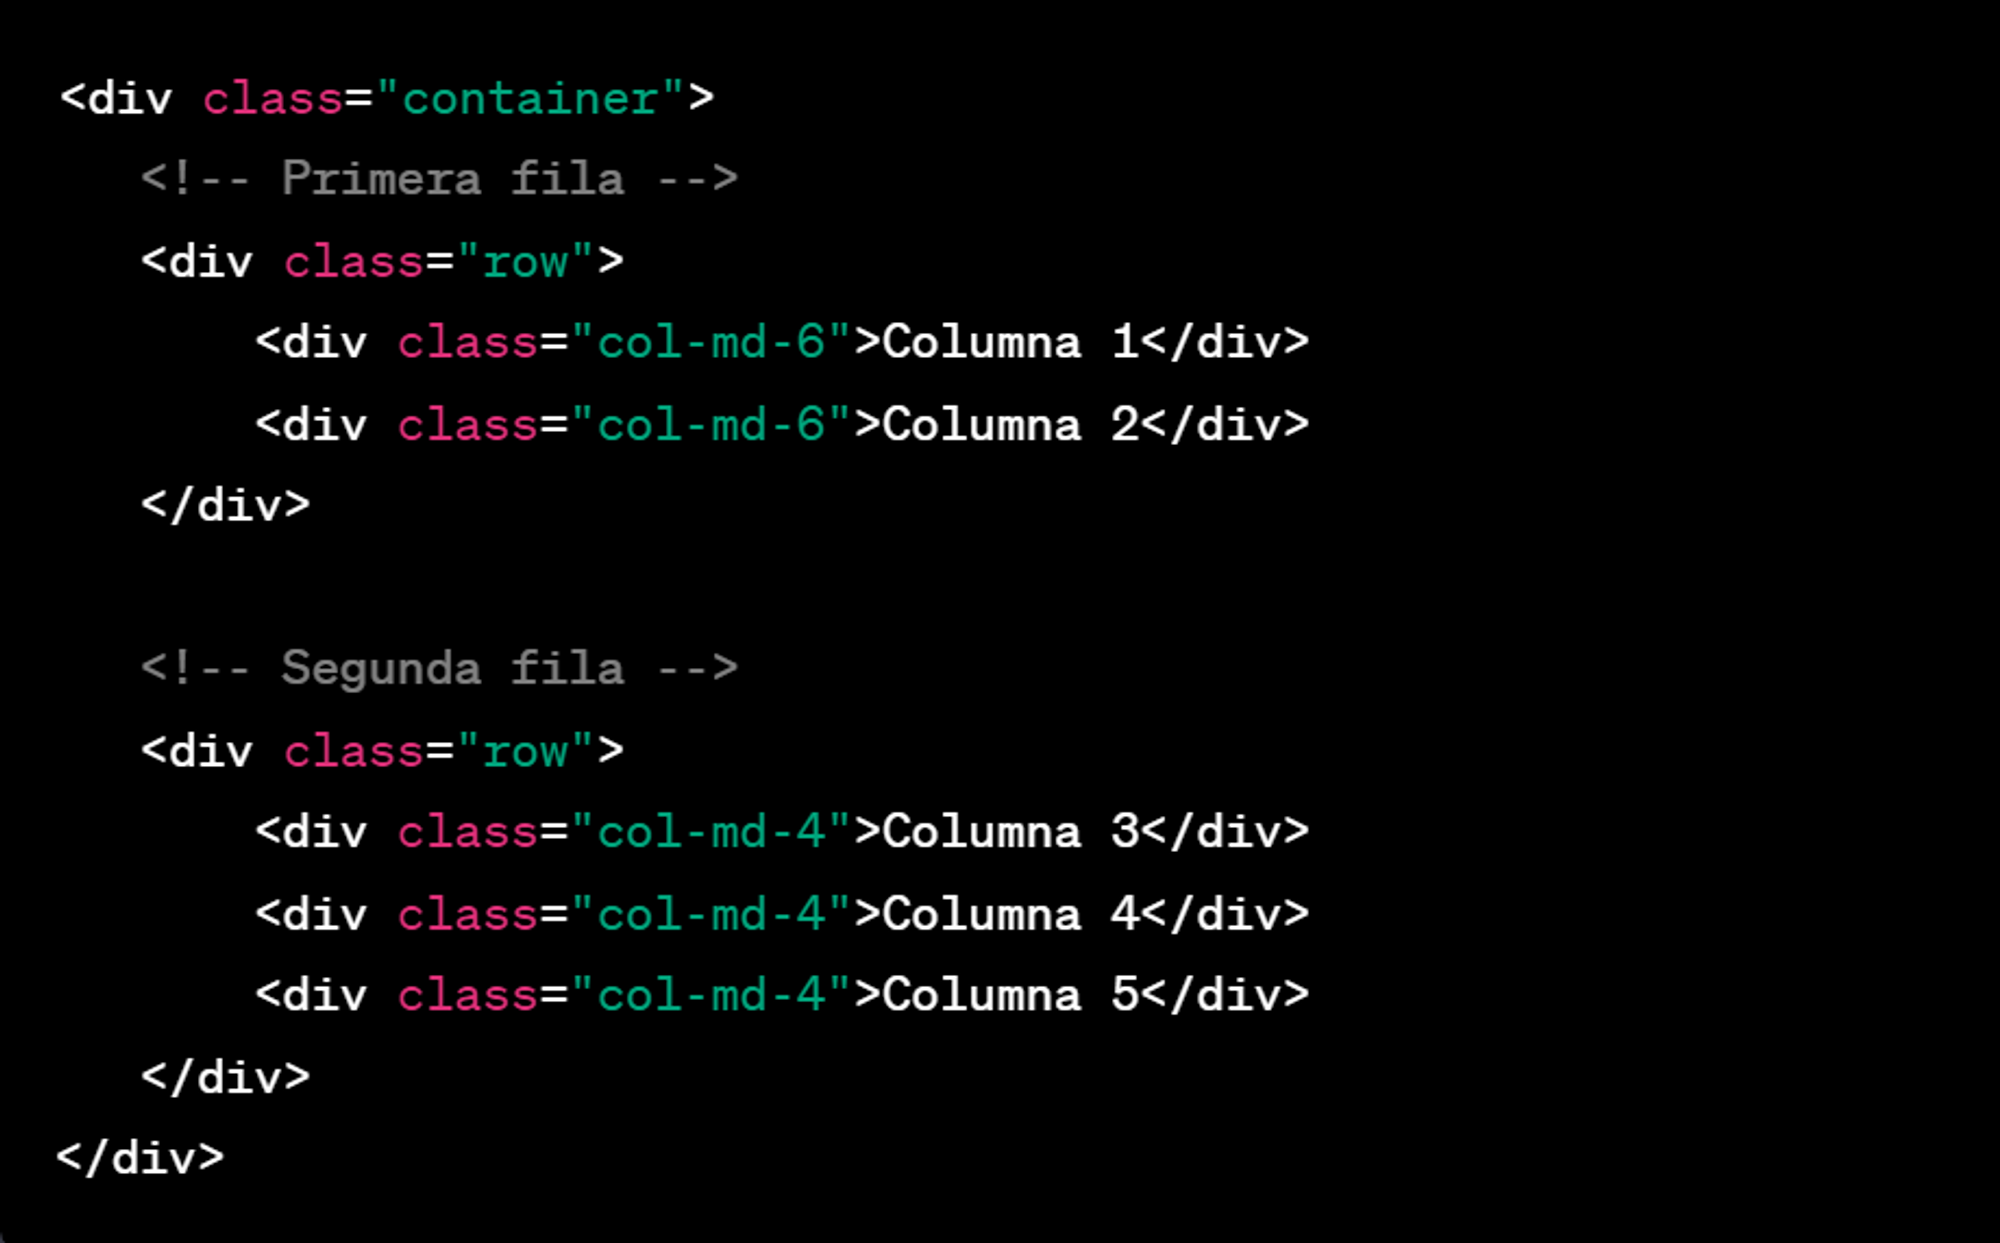 <div class="container">
<!-- Primera fila -->
<div class="row">
<div class="col-md-6">Columna 1</div>
<div class="col-md-6">Columna 2</div>
</div>
<!-- Segunda fila -->
<div class="row">
<div class="col-md-4">Columna 3</div>
<div class="col-md-4">Columna 4</div>
<div class="col-md-4">Columna 5</div>
</div>
</div>